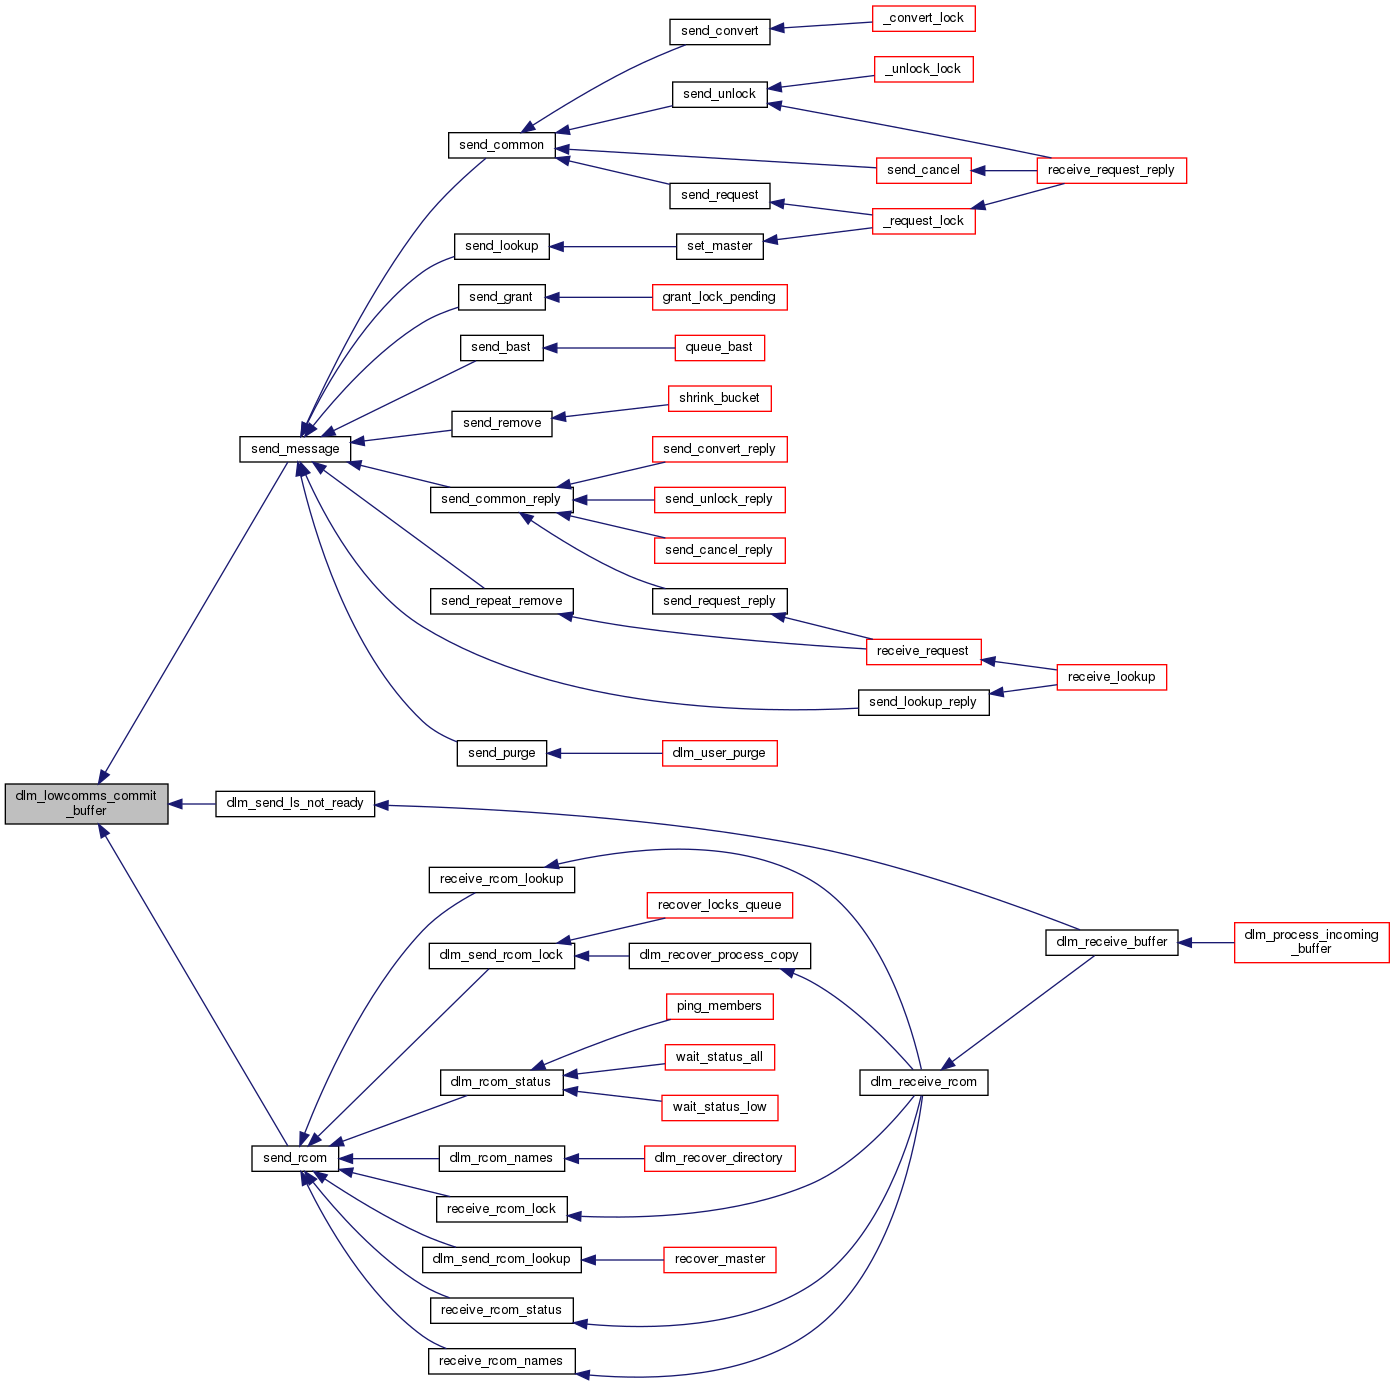 send_convert
_convert_lock
_unlock_lock
send_unlock
send_common
send_cancel
receive_request_reply
send_request
_request_lock
send_lookup
set_master
send_grant
grant_lock_pending
send_bast
queue_bast
shrink_bucket
send_remove
send_message
send_convert_reply
send_common_reply
send_unlock_reply
send_cancel_reply
send_repeat_remove
send_request_reply
receive_request
receive_lookup
send_lookup_reply
send_purge
dlm_user_purge
dlm_lowcomms_commit
_buffer
dlm_send_ls_not_ready
receive_rcom_lookup
recover_locks_queue
dlm_send_rcom_lock
dlm_recover_process_copy
dlm_receive_buffer
dlm_process_incoming
_buffer
ping_members
wait_status_all
dlm_rcom_status
dlm_receive_rcom
wait_status_low
send_rcom
dlm_rcom_names
dlm_recover_directory
receive_rcom_lock
dlm_send_rcom_lookup
recover_master
receive_rcom_status
receive_rcom_names